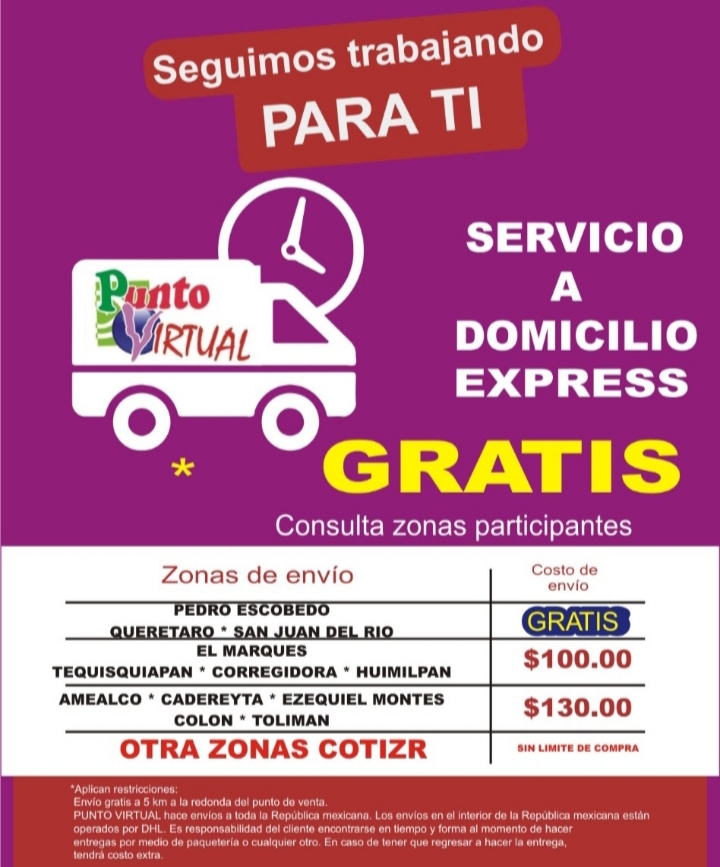 Seguimos trabajando
PARA TI
Punto
VIRTUAL
SERVICIO
A
DOMICILIO
EXPRESS
* GRATIS
Consulta zonas participantes
Zonas de envío
Costo de
envío
PEDRO ESCOBEDO
QUERETARO * SAN JUAN DEL RIO
GRATIS
EL MARQUES
TEQUISQUIAPAN * CORREGIDORA * HUIMILPAN
$100.00
AMEALCO * CADEREYTA * EZEQUIEL MONTES
COLON * TOLIMAN
$130.00
OTRA ZONAS COTIZR
SIN LIMITE DE COMPRA
*Aplican restricciones:
Envío gratis a 5 km a la redonda del punto de venta.
PUNTO VIRTUAL hace envíos a toda la República mexicana. Los envíos en el interior de la República mexicana están
operados por DHL. Es responsabilidad del cliente encontrarse en tiempo y forma al momento de hacer
entregas por medio de paquetería o cualquier otro. En caso de tener que regresar a hacer la entrega,
tendrá costo extra.